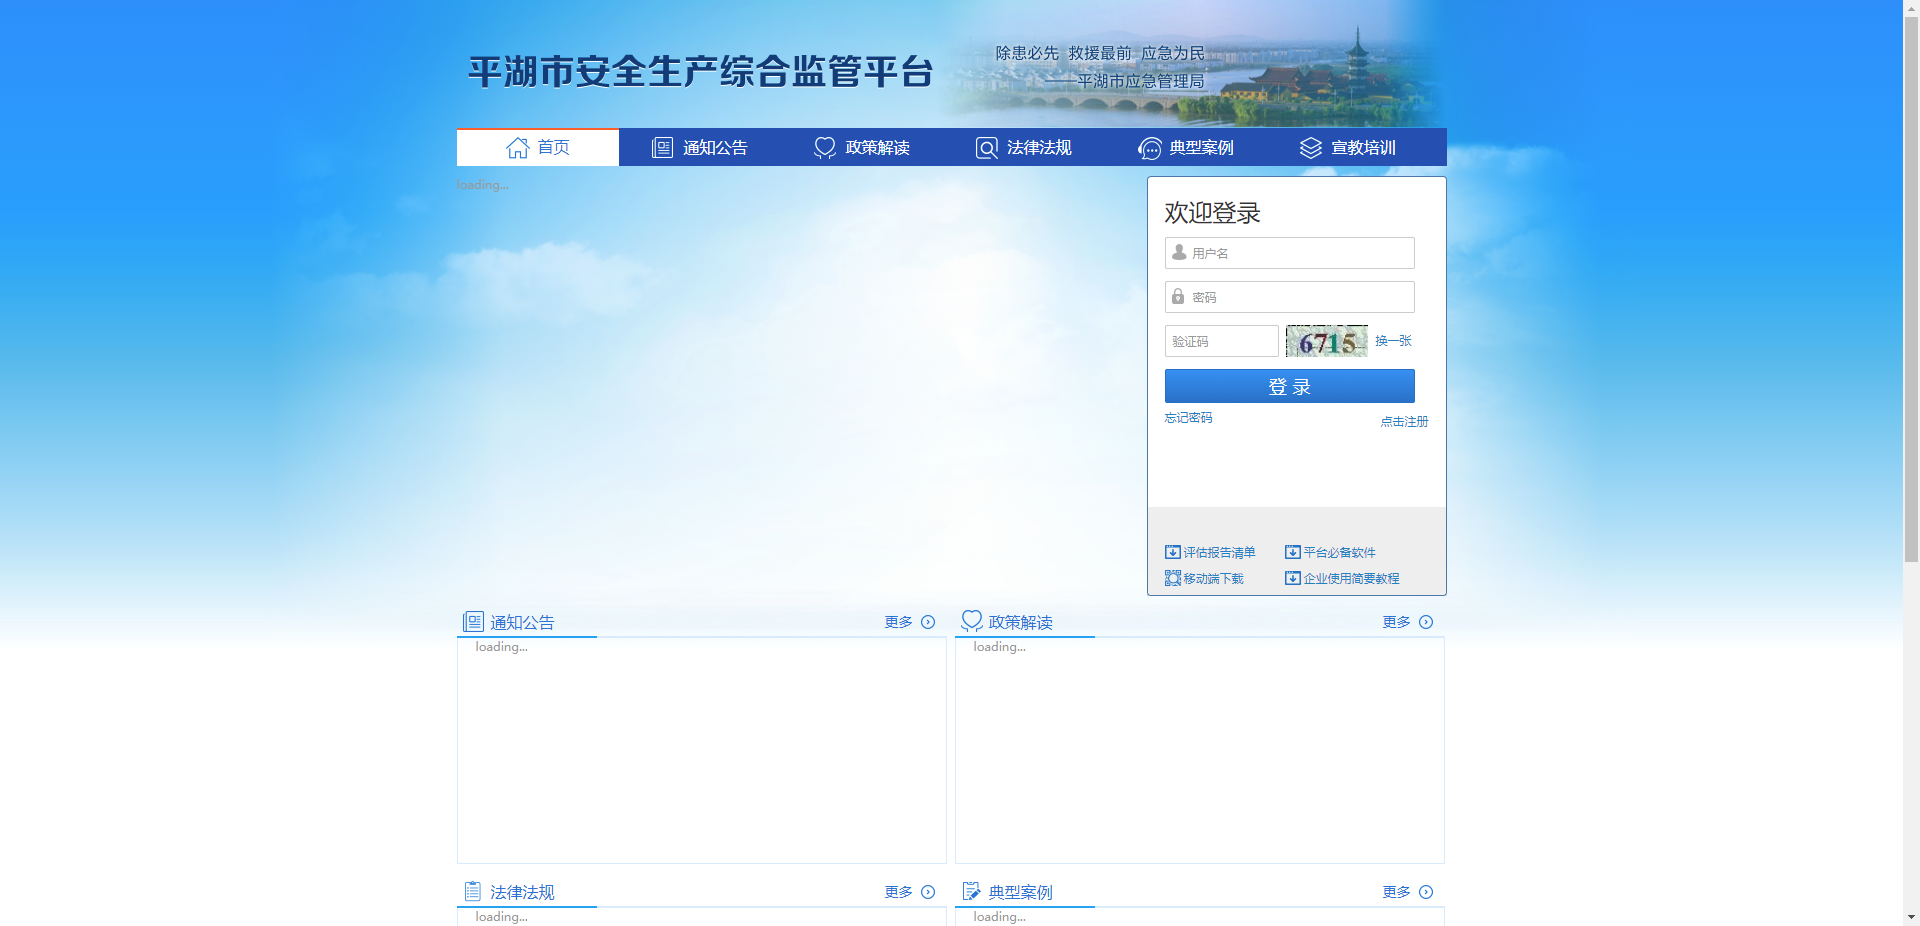 平湖市安全生产综合监管平台
除患必先 救援最前 应急为民
——平湖市应急管理局
首页 通知公告 政策解读 法律法规 典型案例 宣教培训
loading...
欢迎登录
用户名
密码
验证码 6715 换一张
登 录
忘记密码 点击注册
评估报告清单 平台必备软件
移动端下载 企业使用简要教程
通知公告 更多
loading...
政策解读 更多
loading...
法律法规 更多
loading...
典型案例 更多
loading...